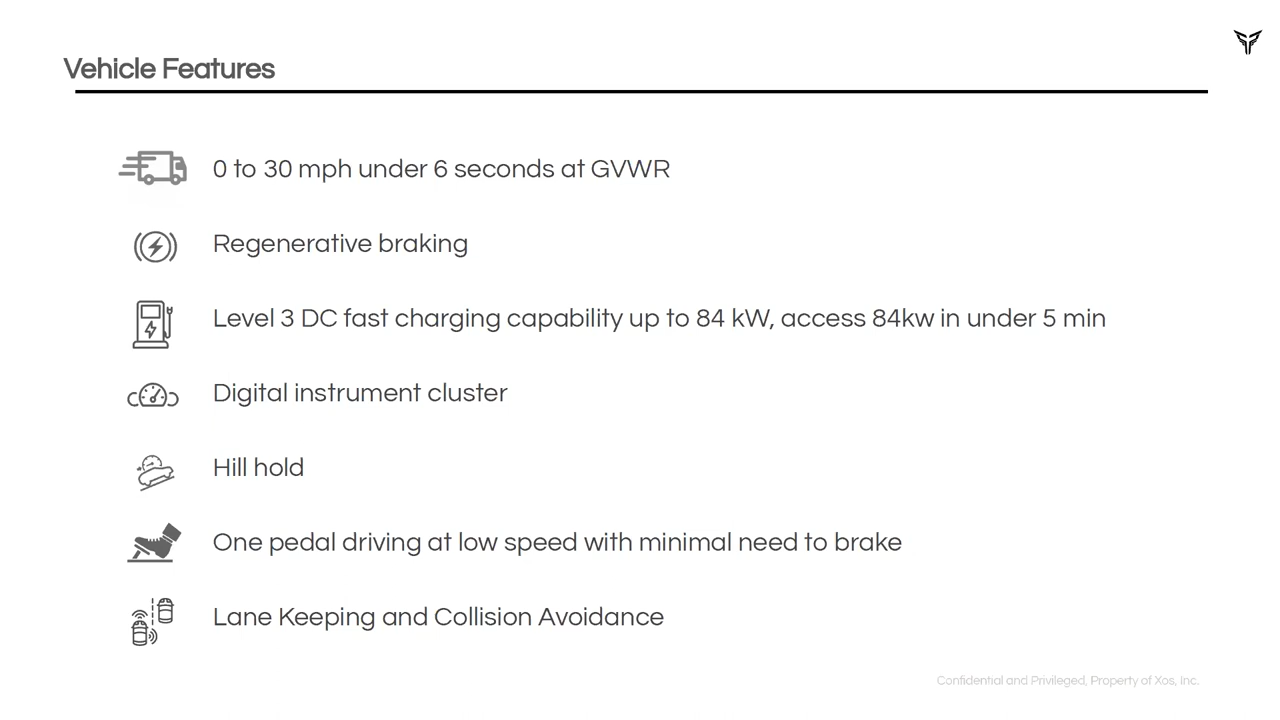 Vehicle Features
0 to 30 mph under 6 seconds at GVWR
Regenerative braking
Level 3 DC fast charging capability up to 84 kW, access 84kw in under 5 min
Digital instrument cluster
Hill hold
One pedal driving at low speed with minimal need to brake
Lane Keeping and Collision Avoidance
Confidential and Privileged, Property of Xos, Inc.